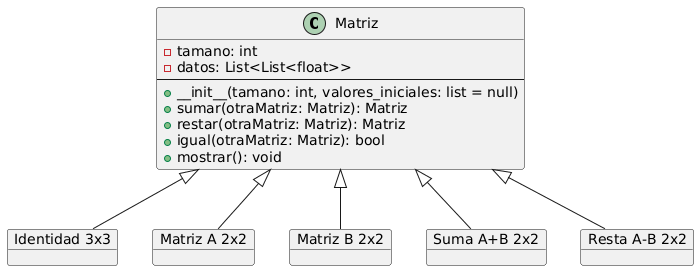 C Matriz
tamano: int
datos: List<List<float>>
__init__(tamano: int, valores_iniciales: list = null)
sumar(otraMatriz: Matriz): Matriz
restar(otraMatriz: Matriz): Matriz
igual(otraMatriz: Matriz): bool
mostrar(): void
Identidad 3x3
Matriz A 2x2
Matriz B 2x2
Suma A+B 2x2
Resta A-B 2x2